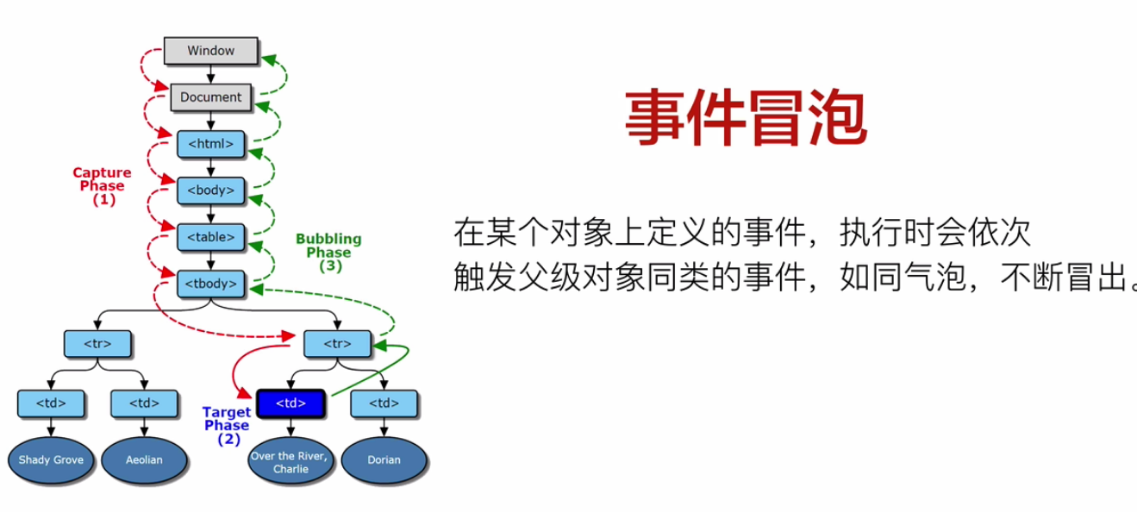 Window
Document
<html>
<body>
<table>
<tbody>
<tr>
<tr>
<td>
<td>
<td>
<td>
Shady Grove
Aeolian
Over the River,
Charlie
Dorian
Capture
Phase
(1)
Target
Phase
(2)
Bubbling
Phase
(3)
事件冒泡
在某个对象上定义的事件，执行时会依次
触发父级对象同类的事件，如同气泡，不断冒出。